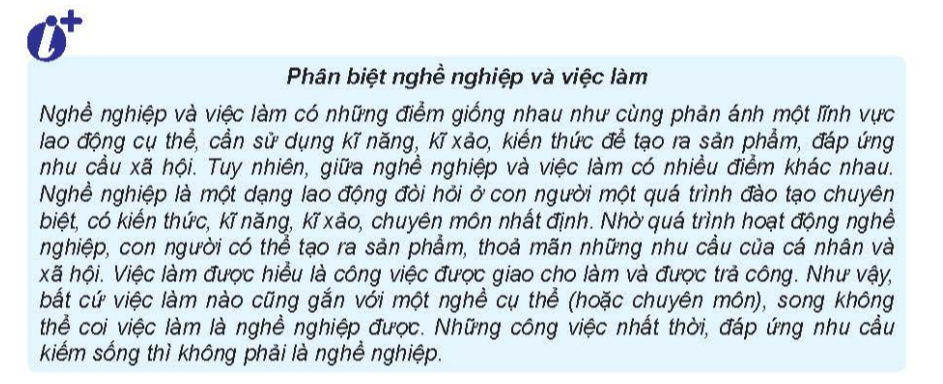 i+
Phân biệt nghề nghiệp và việc làm
Nghề nghiệp và việc làm có những điểm giống nhau như cùng phản ánh một lĩnh vực
lao động cụ thể, cần sử dụng kĩ năng, kĩ xảo, kiến thức để tạo ra sản phẩm, đáp ứng
nhu cầu xã hội. Tuy nhiên, giữa nghề nghiệp và việc làm có nhiều điểm khác nhau.
Nghề nghiệp là một dạng lao động đòi hỏi ở con người một quá trình đào tạo chuyên
biệt, có kiến thức, kĩ năng, kĩ xảo, chuyên môn nhất định. Nhờ quá trình hoạt động nghề
nghiệp, con người có thể tạo ra sản phẩm, thoả mãn những nhu cầu của cá nhân và
xã hội. Việc làm được hiểu là công việc được giao cho làm và được trả công. Như vậy,
bất cứ việc làm nào cũng gắn với một nghề cụ thể (hoặc chuyên môn), song không
thể coi việc làm là nghề nghiệp được. Những công việc nhất thời, đáp ứng nhu cầu
kiếm sống thì không phải là nghề nghiệp.